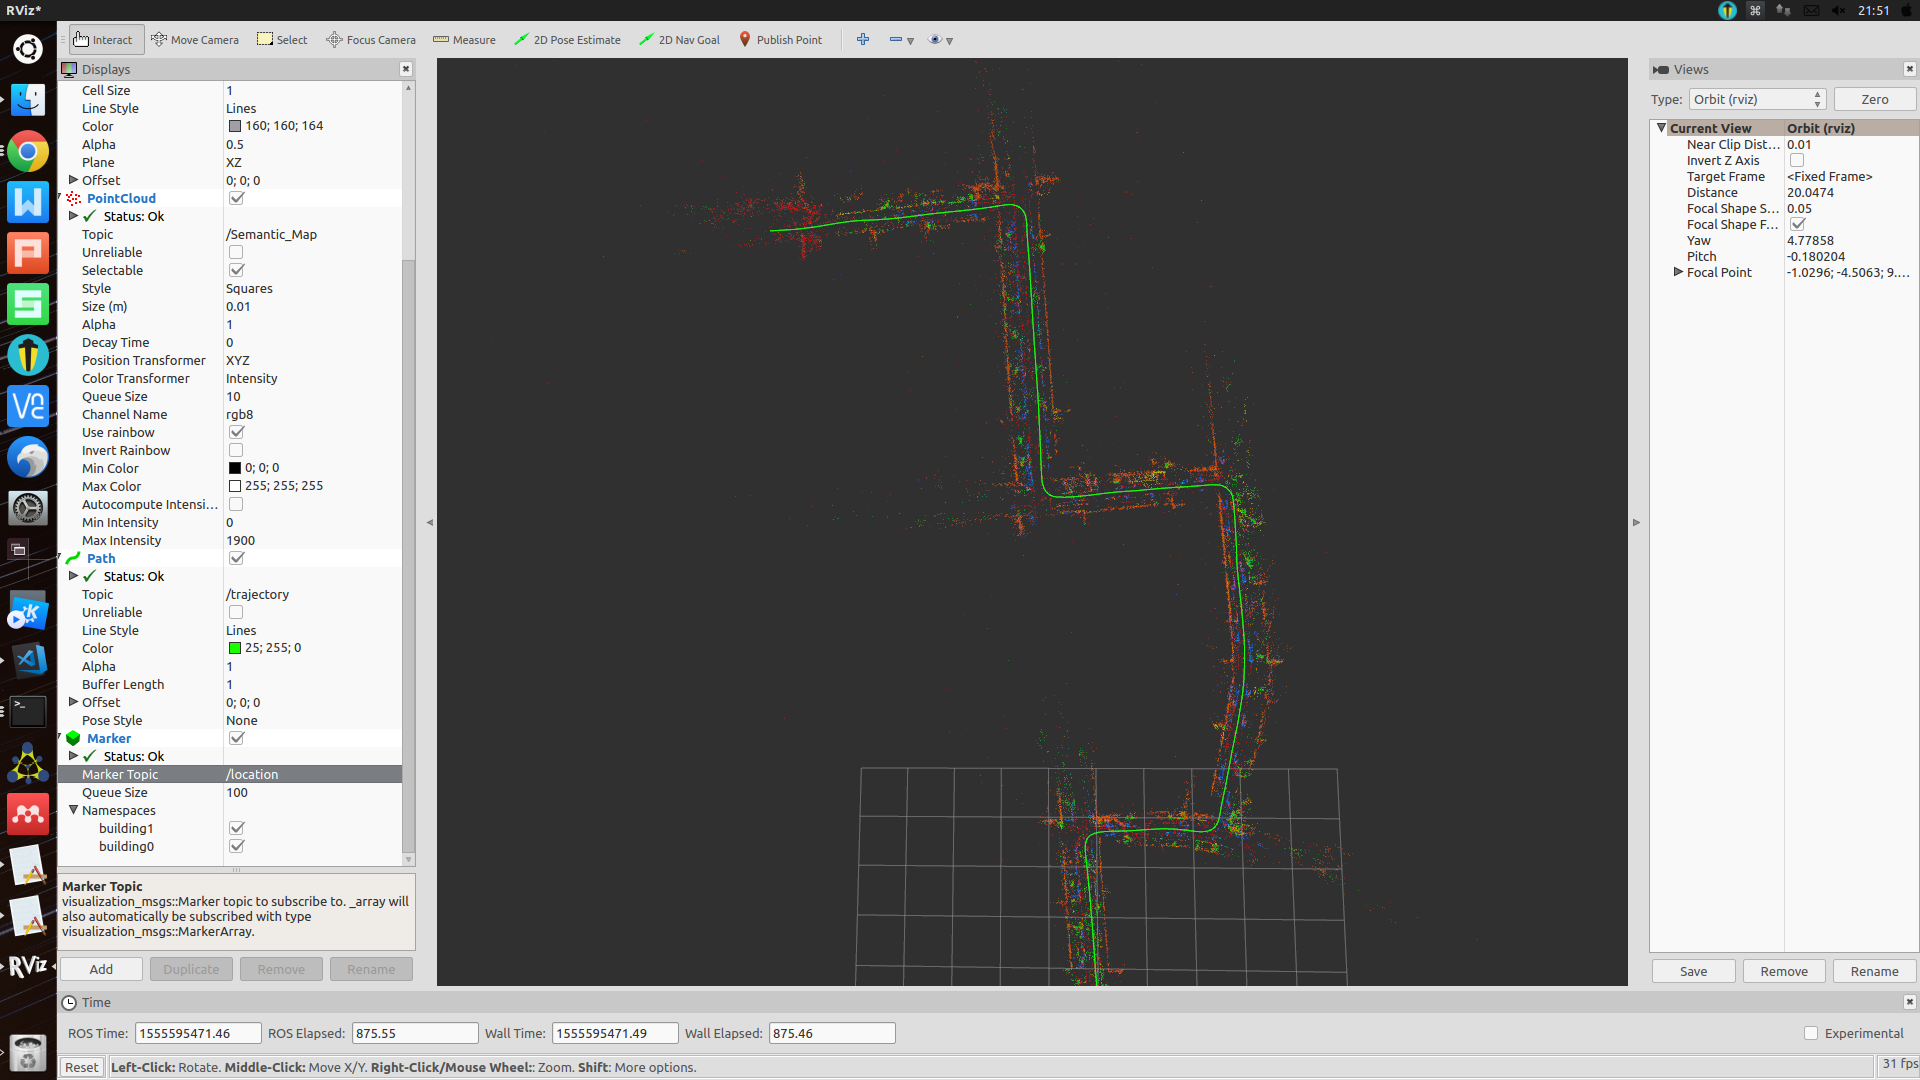 RViz*
21:51
Interact Move Camera Select Focus Camera Measure 2D Pose Estimate 2D Nav Goal Publish Point
Displays
Cell Size 1
Line Style Lines
Color 160; 160; 164
Alpha 0.5
Plane XZ
Offset 0; 0; 0
PointCloud
Status: Ok
Topic /Semantic_Map
Unreliable
Selectable
Style Squares
Size (m) 0.01
Alpha 1
Decay Time 0
Position Transformer XYZ
Color Transformer Intensity
Queue Size 10
Channel Name rgb8
Use rainbow
Invert Rainbow
Min Color 0; 0; 0
Max Color 255; 255; 255
Autocompute Intensi...
Min Intensity 0
Max Intensity 1900
Path
Status: Ok
Topic /trajectory
Unreliable
Line Style Lines
Color 25; 255; 0
Alpha 1
Buffer Length 1
Offset 0; 0; 0
Pose Style None
Marker
Status: Ok
Marker Topic /location
Queue Size 100
Namespaces
building1
building0
Marker Topic
visualization_msgs::Marker topic to subscribe to. _array will
also automatically be subscribed with type
visualization_msgs::MarkerArray.
Add Duplicate Remove Rename
RViz
Views
Type: Orbit (rviz) Zero
Current View Orbit (rviz)
Near Clip Dist... 0.01
Invert Z Axis
Target Frame <Fixed Frame>
Distance 20.0474
Focal Shape S... 0.05
Focal Shape F...
Yaw 4.77858
Pitch -0.180204
Focal Point -1.0296; -4.5063; 9....
Save Remove Rename
Time
ROS Time: 1555595471.46 ROS Elapsed: 875.55 Wall Time: 1555595471.49 Wall Elapsed: 875.46 Experimental
Reset Left-Click: Rotate. Middle-Click: Move X/Y. Right-Click/Mouse Wheel:: Zoom. Shift: More options. 31 fps